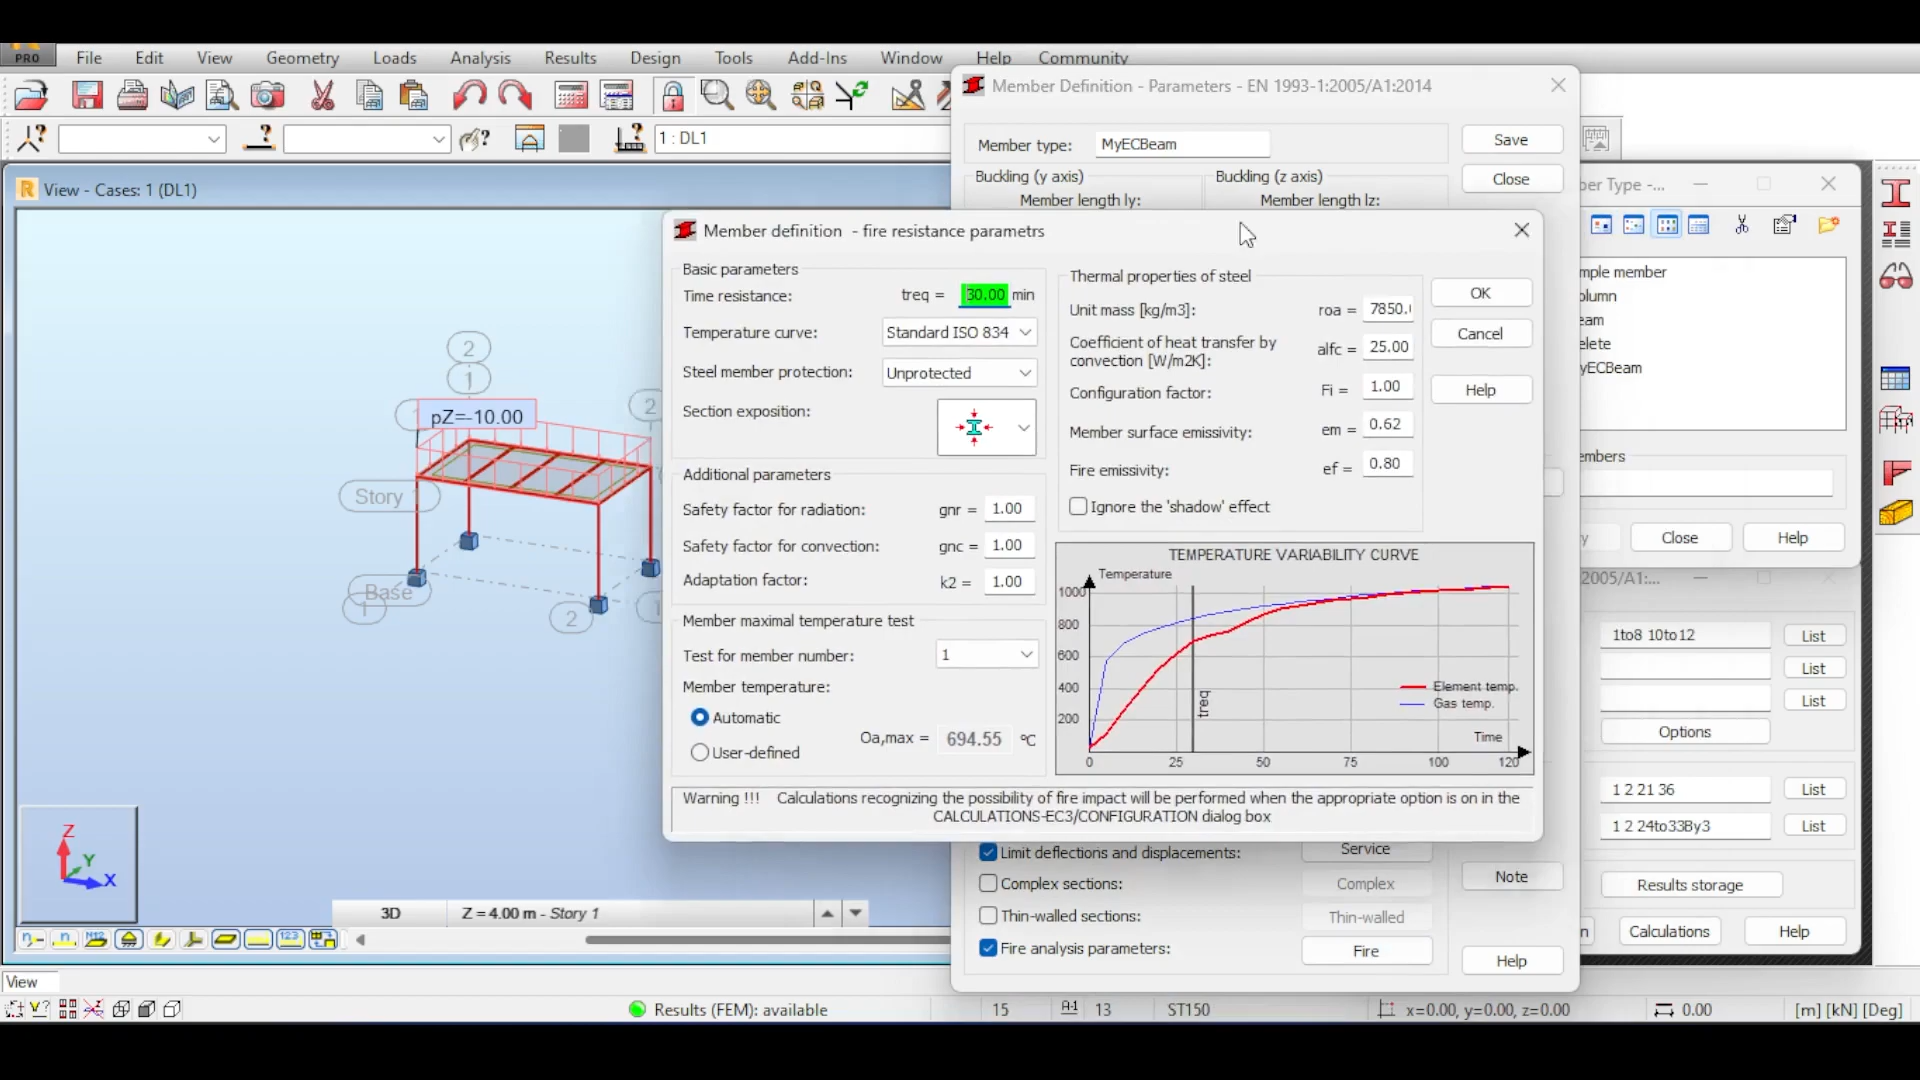 PRO
File Edit View Geometry Loads Analysis Results Design Tools Add-Ins Window Help Community
1 : DL1
View - Cases: 1 (DL1)
2
1
2
pZ=-10.00
Story
Base
1
2
Z
Y
X
3D Z = 4.00 m - Story 1
View
Results (FEM): available
15
13
ST150
x=0.00, y=0.00, z=0.00
0.00
[m] [kN] [Deg]
Member Definition - Parameters - EN 1993-1:2005/A1:2014
Member type: MyECBeam
Save
Buckling (y axis) Buckling (z axis)
Close
Member length ly: Member length lz:
Member definition - fire resistance parametrs
Basic parameters
Time resistance: treq = 30.00 min
Temperature curve: Standard ISO 834
Steel member protection: Unprotected
Section exposition:
Additional parameters
Safety factor for radiation: gnr = 1.00
Safety factor for convection: gnc = 1.00
Adaptation factor: k2 = 1.00
Member maximal temperature test
Test for member number: 1
Member temperature:
Automatic
User-defined
Oa,max = 694.55 ºC
Thermal properties of steel
Unit mass [kg/m3]: roa = 7850.
Coefficient of heat transfer by
convection [W/m2K]: alfc = 25.00
Configuration factor: Fi = 1.00
Member surface emissivity: em = 0.62
Fire emissivity: ef = 0.80
Ignore the 'shadow' effect
OK
Cancel
Help
TEMPERATURE VARIABILITY CURVE
Temperature
1000
800
600
400
200
treq
Element temp.
Gas temp.
Time
0 25 50 75 100 120
Warning !!! Calculations recognizing the possibility of fire impact will be performed when the appropriate option is on in the
CALCULATIONS-EC3/CONFIGURATION dialog box
Limit deflections and displacements: Service
Complex sections: Complex
Thin-walled sections: Thin-walled
Fire analysis parameters: Fire
Note
Help
ber Type -...
mple member
olumn
eam
elete
yECBeam
embers
Close
Help
2005/A1:...
1to8 10to12 List
List
List
Options
1 2 21 36 List
1 2 24to33By3 List
Results storage
Calculations
Help